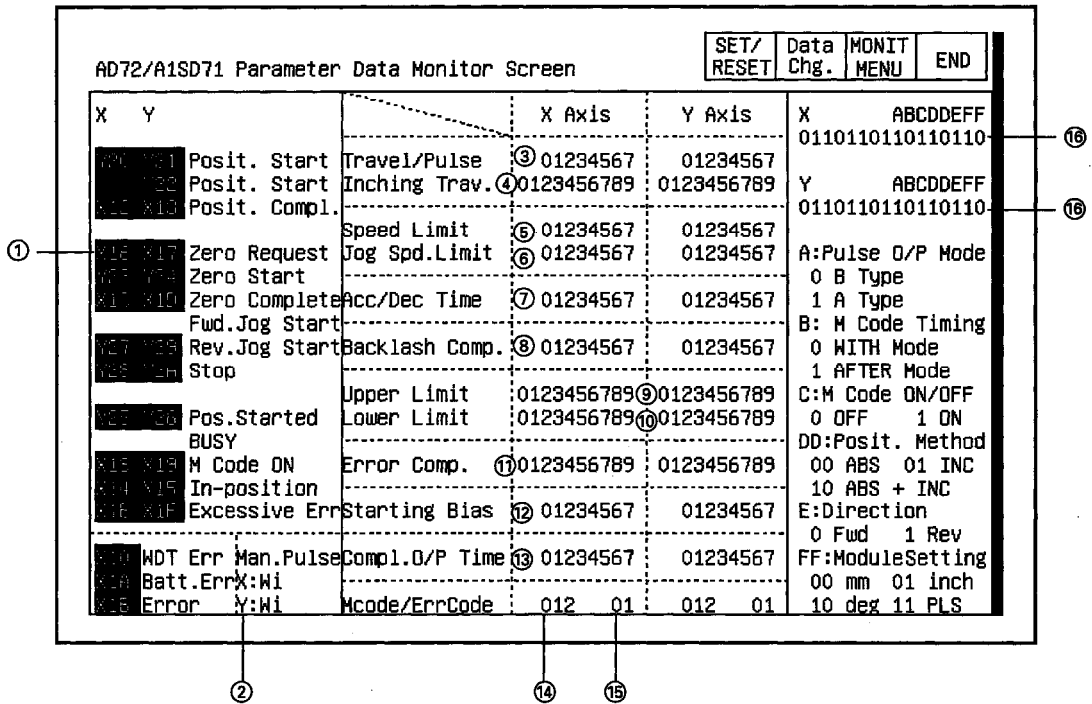 AD72/A1SD71 Parameter Data Monitor Screen
SET/ RESET
Data Chg.
MONIT MENU
END
X Y
Posit. Start
Posit. Start
Posit. Compl.
Zero Request
Zero Start
Zero Complete
Fwd.Jog Start
Rev.Jog Start
Stop
Pos.Started
BUSY
M Code ON
In-position
Excessive Err
WDT Err Man.Pulse
Batt.Err X:Wi
Error Y:Wi
①
②
X Axis Y Axis
Travel/Pulse ③ 01234567 01234567
Inching Trav. ④ 0123456789 0123456789
Speed Limit ⑤ 01234567 01234567
Jog Spd.Limit ⑥ 01234567 01234567
Acc/Dec Time ⑦ 01234567 01234567
Backlash Comp. ⑧ 01234567 01234567
Upper Limit 0123456789 ⑨ 0123456789
Lower Limit 0123456789 ⑩ 0123456789
Error Comp. ⑪ 0123456789 0123456789
Starting Bias ⑫ 01234567 01234567
Compl.O/P Time ⑬ 01234567 01234567
Mcode/ErrCode 012 01 012 01
⑭ ⑮
X ABCDDEFF
0110110110110110 ⑯
Y ABCDDEFF
0110110110110110 ⑯
A:Pulse O/P Mode
0 B Type
1 A Type
B: M Code Timing
0 WITH Mode
1 AFTER Mode
C:M Code ON/OFF
0 OFF 1 ON
DD:Posit. Method
00 ABS 01 INC
10 ABS + INC
E:Direction
0 Fwd 1 Rev
FF:ModuleSetting
00 mm 01 inch
10 deg 11 PLS